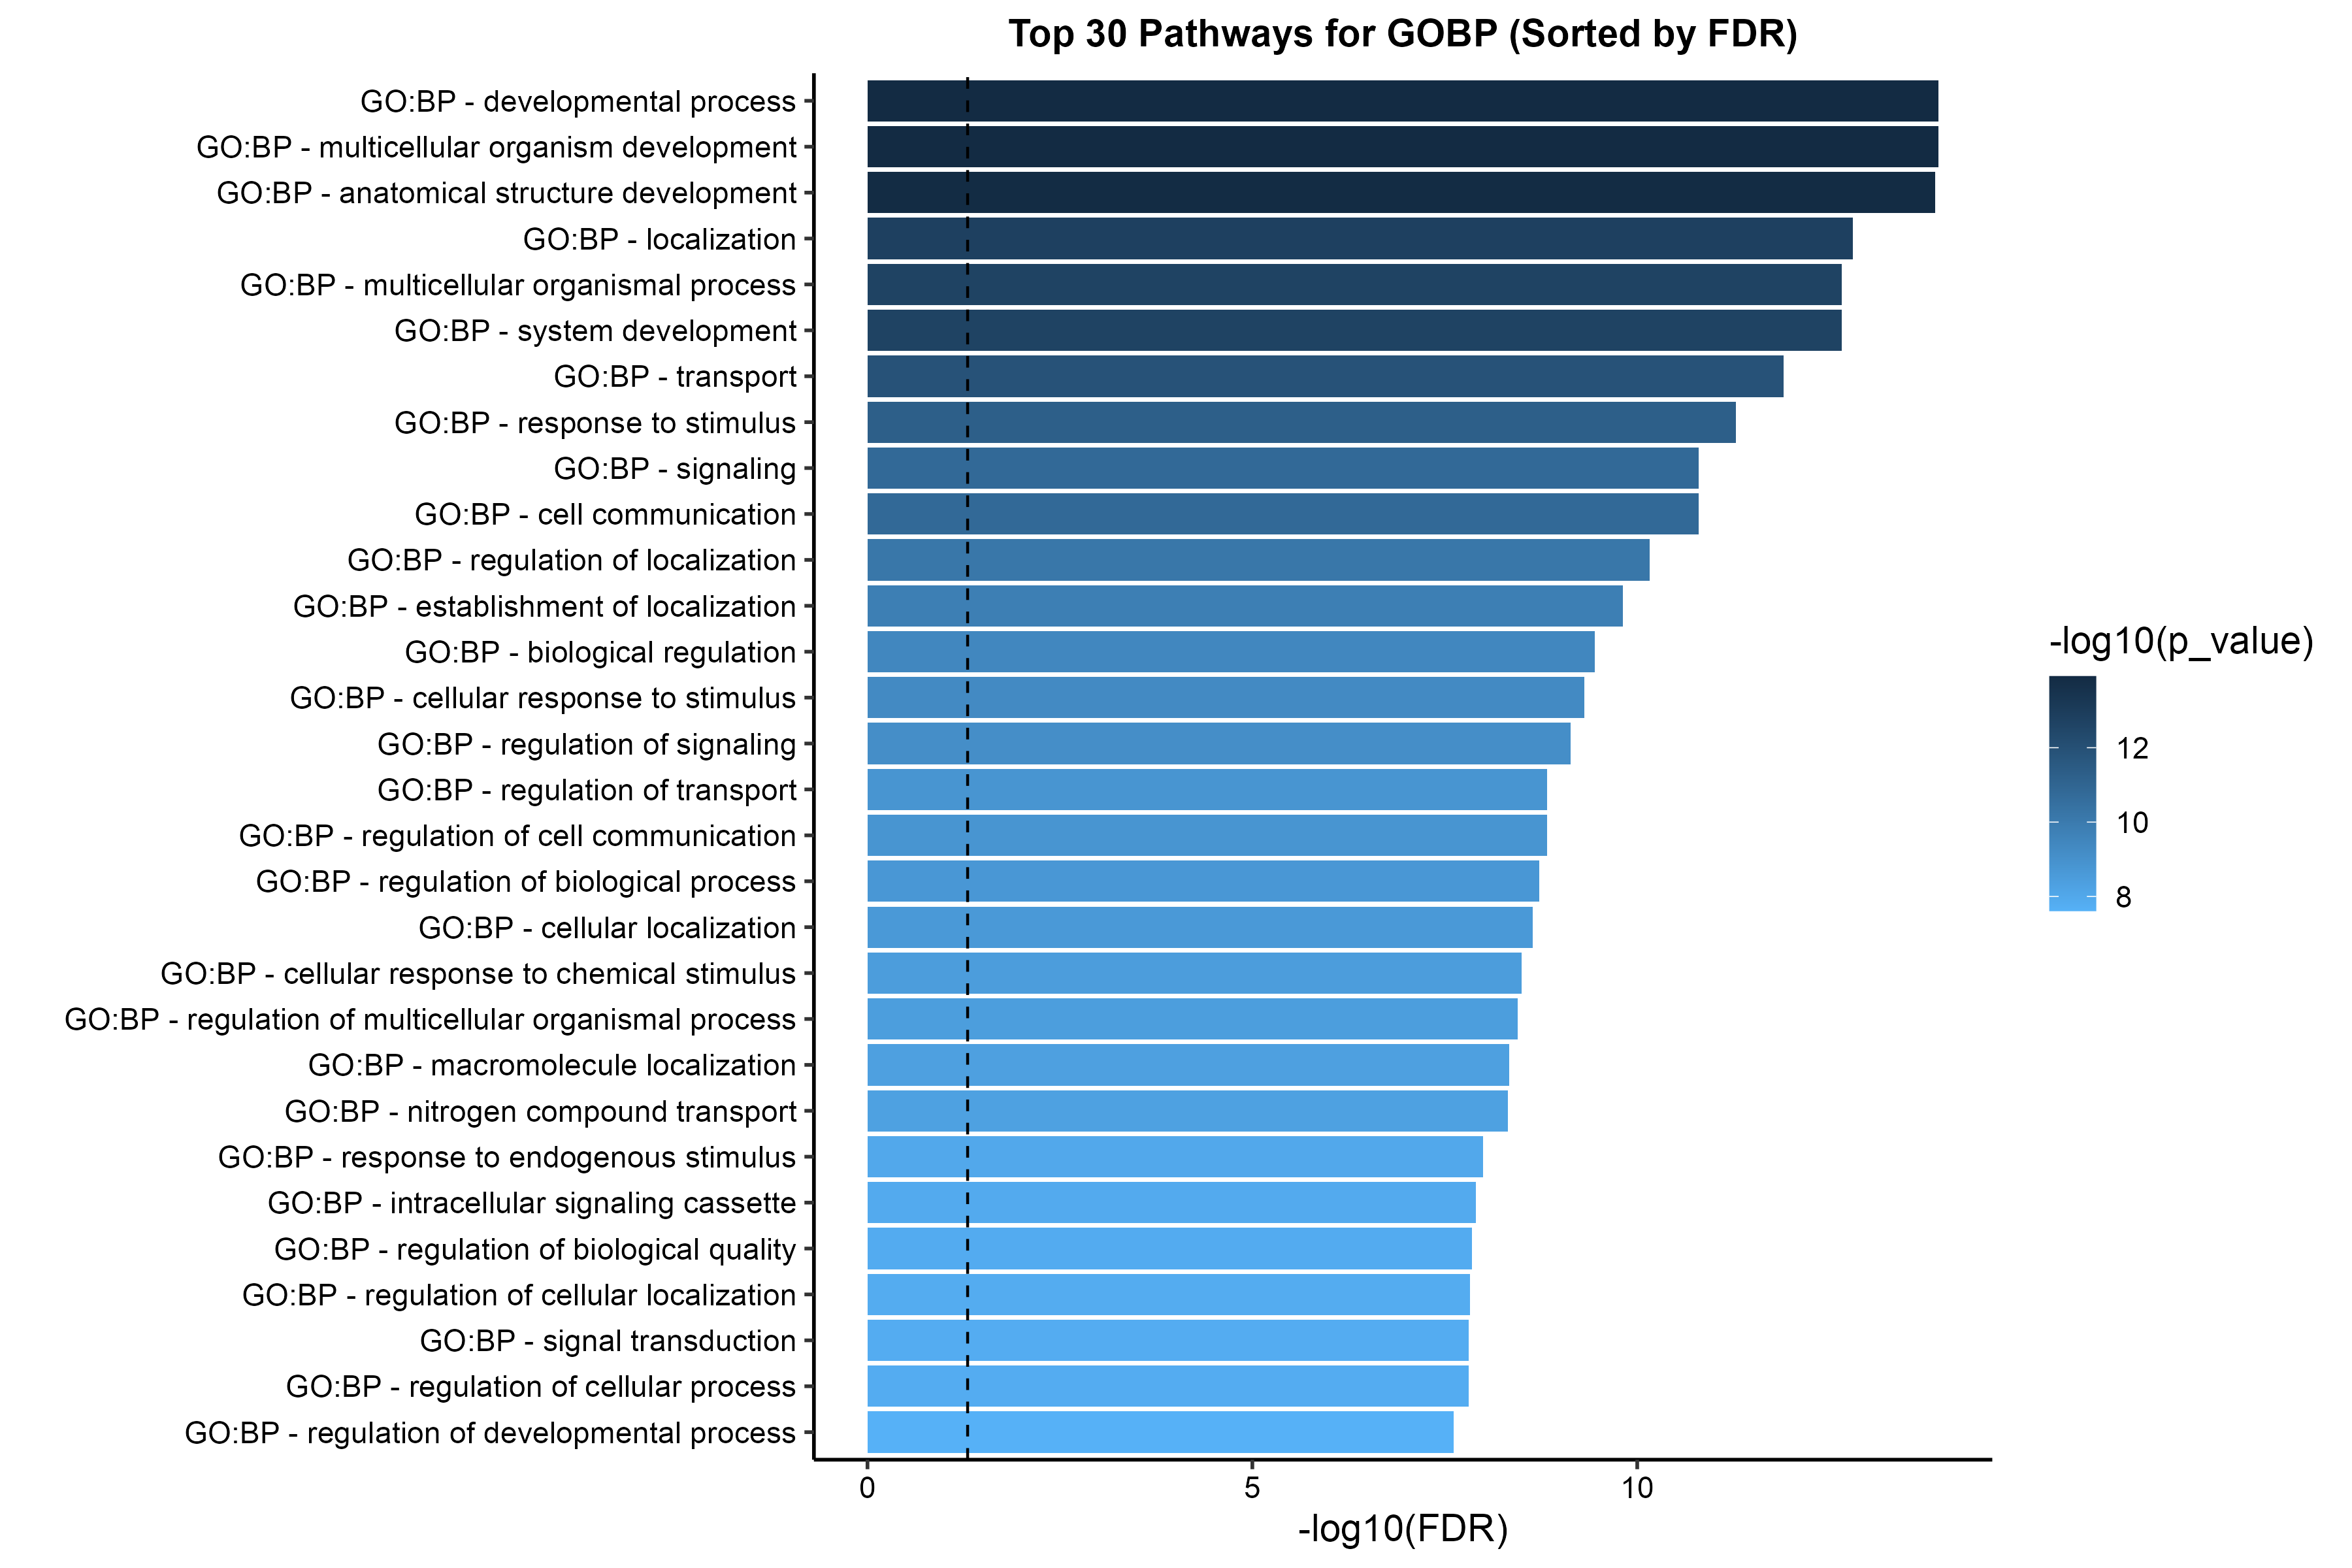 Top 30 Pathways for GOBP (Sorted by FDR)
GO:BP - developmental process
GO:BP - multicellular organism development
GO:BP - anatomical structure development
GO:BP - localization
GO:BP - multicellular organismal process
GO:BP - system development
GO:BP - transport
GO:BP - response to stimulus
GO:BP - signaling
GO:BP - cell communication
GO:BP - regulation of localization
GO:BP - establishment of localization
GO:BP - biological regulation
GO:BP - cellular response to stimulus
GO:BP - regulation of signaling
GO:BP - regulation of transport
GO:BP - regulation of cell communication
GO:BP - regulation of biological process
GO:BP - cellular localization
GO:BP - cellular response to chemical stimulus
GO:BP - regulation of multicellular organismal process
GO:BP - macromolecule localization
GO:BP - nitrogen compound transport
GO:BP - response to endogenous stimulus
GO:BP - intracellular signaling cassette
GO:BP - regulation of biological quality
GO:BP - regulation of cellular localization
GO:BP - signal transduction
GO:BP - regulation of cellular process
GO:BP - regulation of developmental process
0 5 10
-log10(FDR)
-log10(p_value)
12
10
8